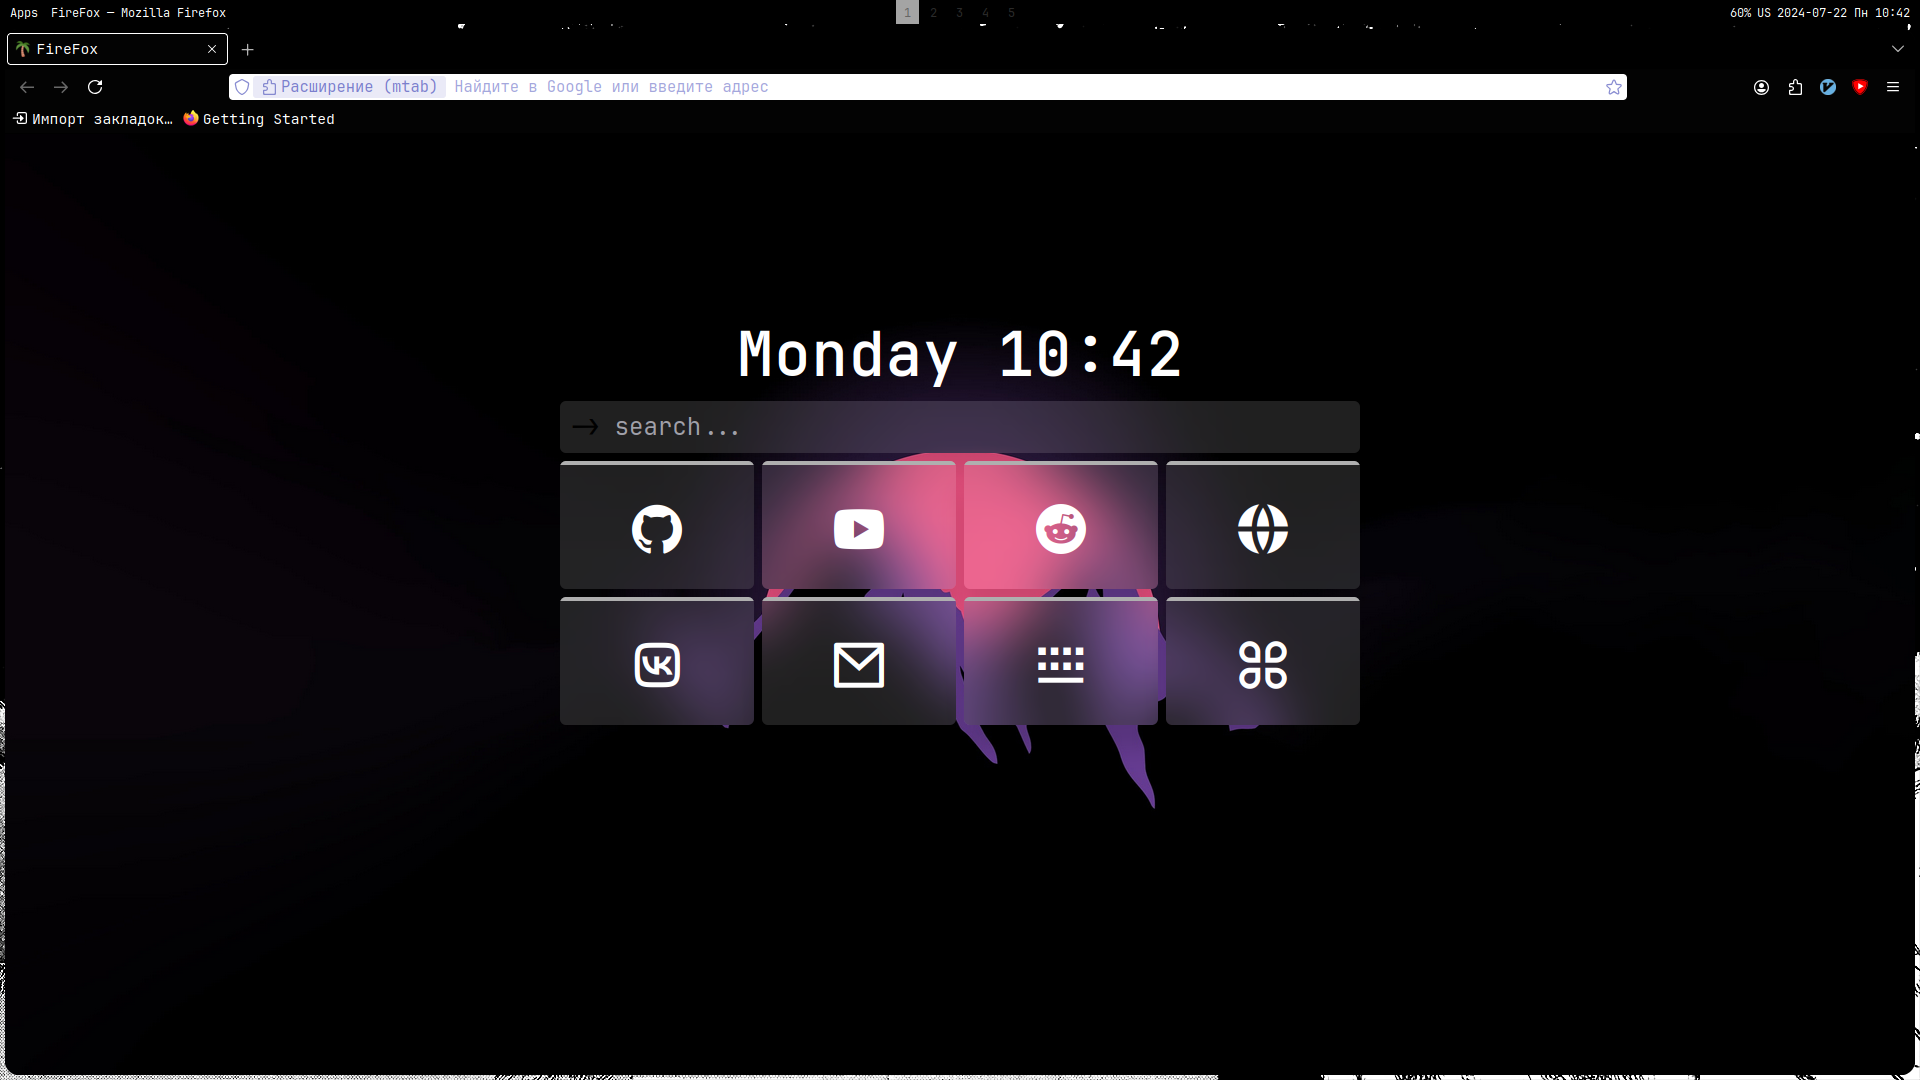 Apps FireFox — Mozilla Firefox 1 2 3 4 5 60% US 2024-07-22 Пн 10:42
FireFox
Расширение (mtab) Найдите в Google или введите адрес
Импорт закладок… Getting Started
Monday 10:42
search...